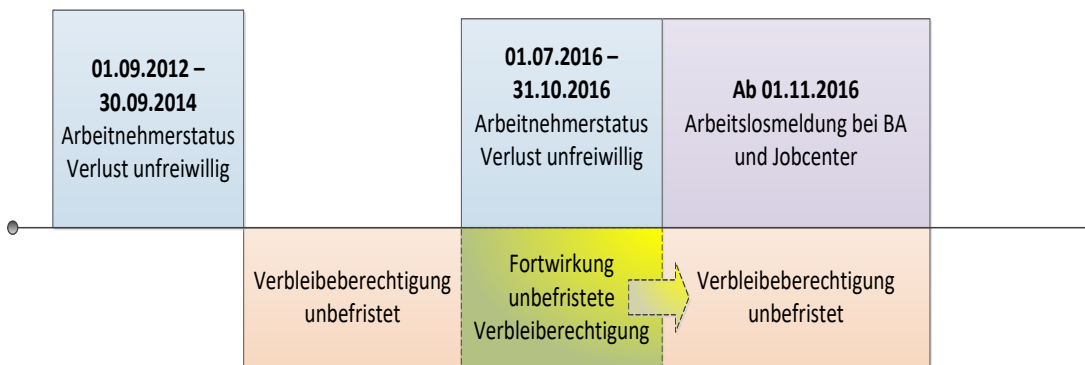 01.09.2012 –
30.09.2014
Arbeitnehmerstatus
Verlust unfreiwillig
01.07.2016 –
31.10.2016
Arbeitnehmerstatus
Verlust unfreiwillig
Ab 01.11.2016
Arbeitslosmeldung bei BA
und Jobcenter
Verbleibeberechtigung
unbefristet
Fortwirkung
unbefristete
Verbleiberechtigung
Verbleibeberechtigung
unbefristet